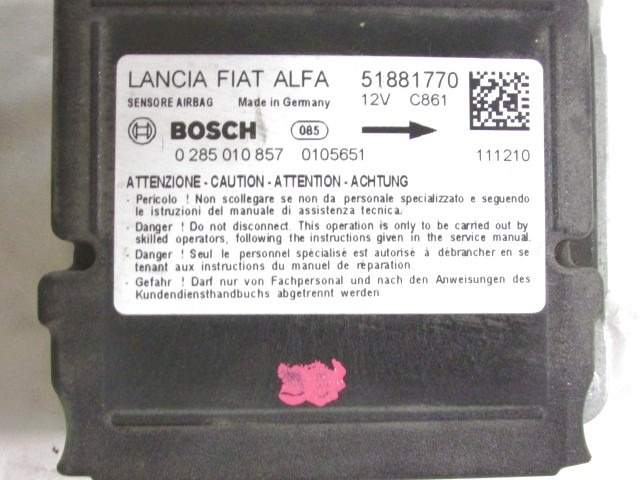 LANCIA FIAT ALFA 51881770
SENSORE AIRBAG Made in Germany 12V C861
BOSCH 085
0 285 010 857 0105651 111210
ATTENZIONE - CAUTION - ATTENTION - ACHTUNG
- Pericolo ! Non scollegare se non da personale specializzato e seguendo
le istruzioni del manuale di assistenza tecnica.
- Danger ! Do not disconnect. This operation is only to be carried out by
skilled operators, following the instructions given in the service manual.
- Danger ! Seul le personnel spécialisé est autorisé à débrancher en se
tenant aux instructions du manuel de réparation.
- Gefahr ! Darf nur von Fachpersonal und nach den Anweisungen des
Kundendiensthandbuchs abgetrennt werden